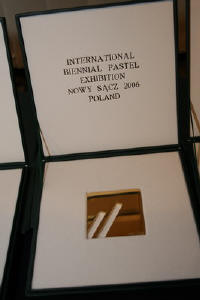 INTERNATIONAL
BIENNIAL PASTEL
EXHIBITION
NOWY SĄCZ 2006
POLAND